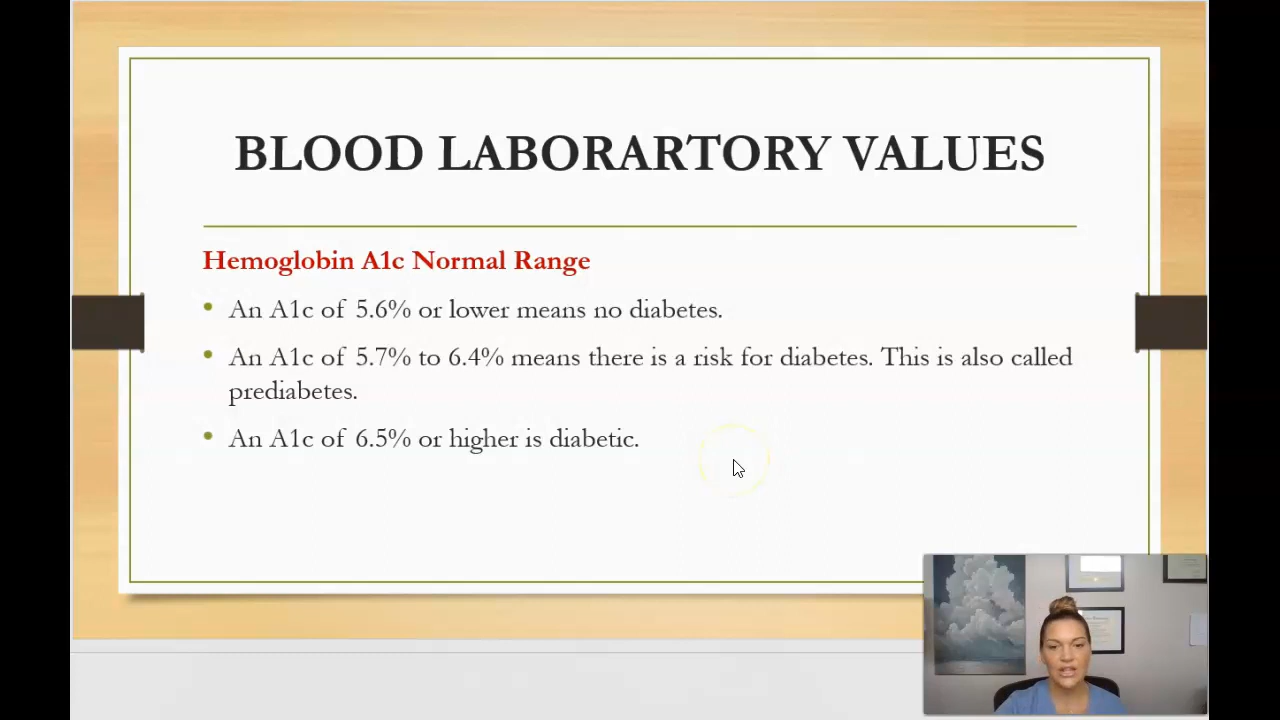 BLOOD LABORARTORY VALUES
Hemoglobin A1c Normal Range
• An A1c of 5.6% or lower means no diabetes.
• An A1c of 5.7% to 6.4% means there is a risk for diabetes. This is also called
prediabetes.
• An A1c of 6.5% or higher is diabetic.